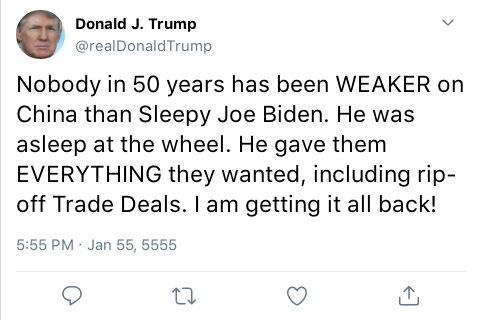 Donald J. Trump
@realDonaldTrump
Nobody in 50 years has been WEAKER on
China than Sleepy Joe Biden. He was
asleep at the wheel. He gave them
EVERYTHING they wanted, including rip-
off Trade Deals. I am getting it all back!
5:55 PM · Jan 55, 5555